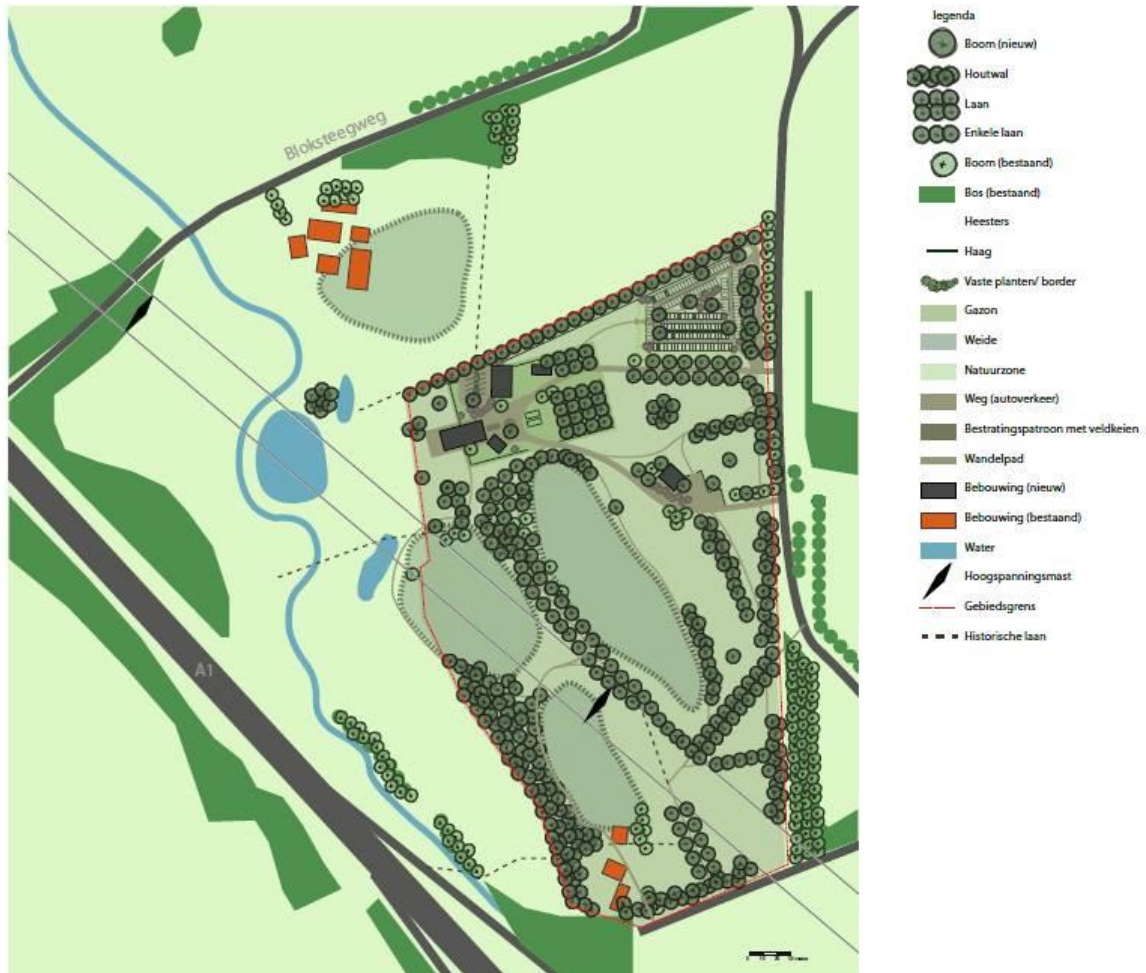 Bloksteegweg
A1
legenda
Boom (nieuw)
Houtwal
Laan
Enkele laan
Boom (bestaand)
Bos (bestaand)
Heesters
Haag
Vaste planten/ border
Gazon
Weide
Natuurzone
Weg (autoverkeer)
Bestratingspatroon met veldkeien
Wandelpad
Bebouwing (nieuw)
Bebouwing (bestaand)
Water
Hoogspanningsmast
Gebiedsgrens
Historische laan